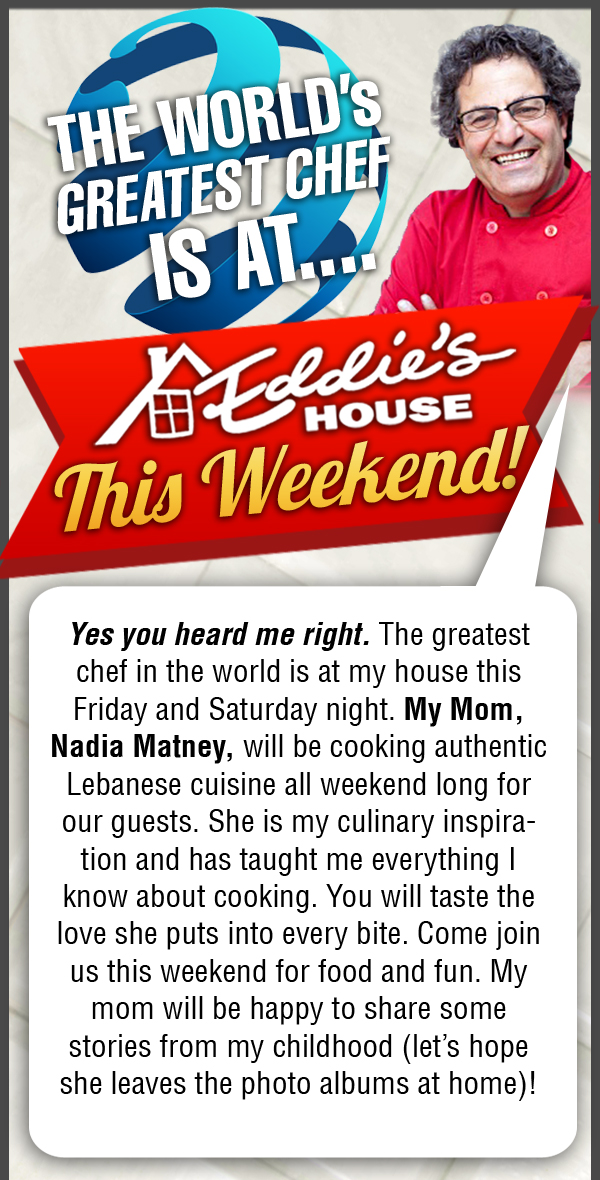 THE WORLD's
GREATEST CHEF
IS AT....
Eddie's
HOUSE
This Weekend!
Yes you heard me right. The greatest
chef in the world is at my house this
Friday and Saturday night. My Mom,
Nadia Matney, will be cooking authentic
Lebanese cuisine all weekend long for
our guests. She is my culinary inspira-
tion and has taught me everything I
know about cooking. You will taste the
love she puts into every bite. Come join
us this weekend for food and fun. My
mom will be happy to share some
stories from my childhood (let's hope
she leaves the photo albums at home)!